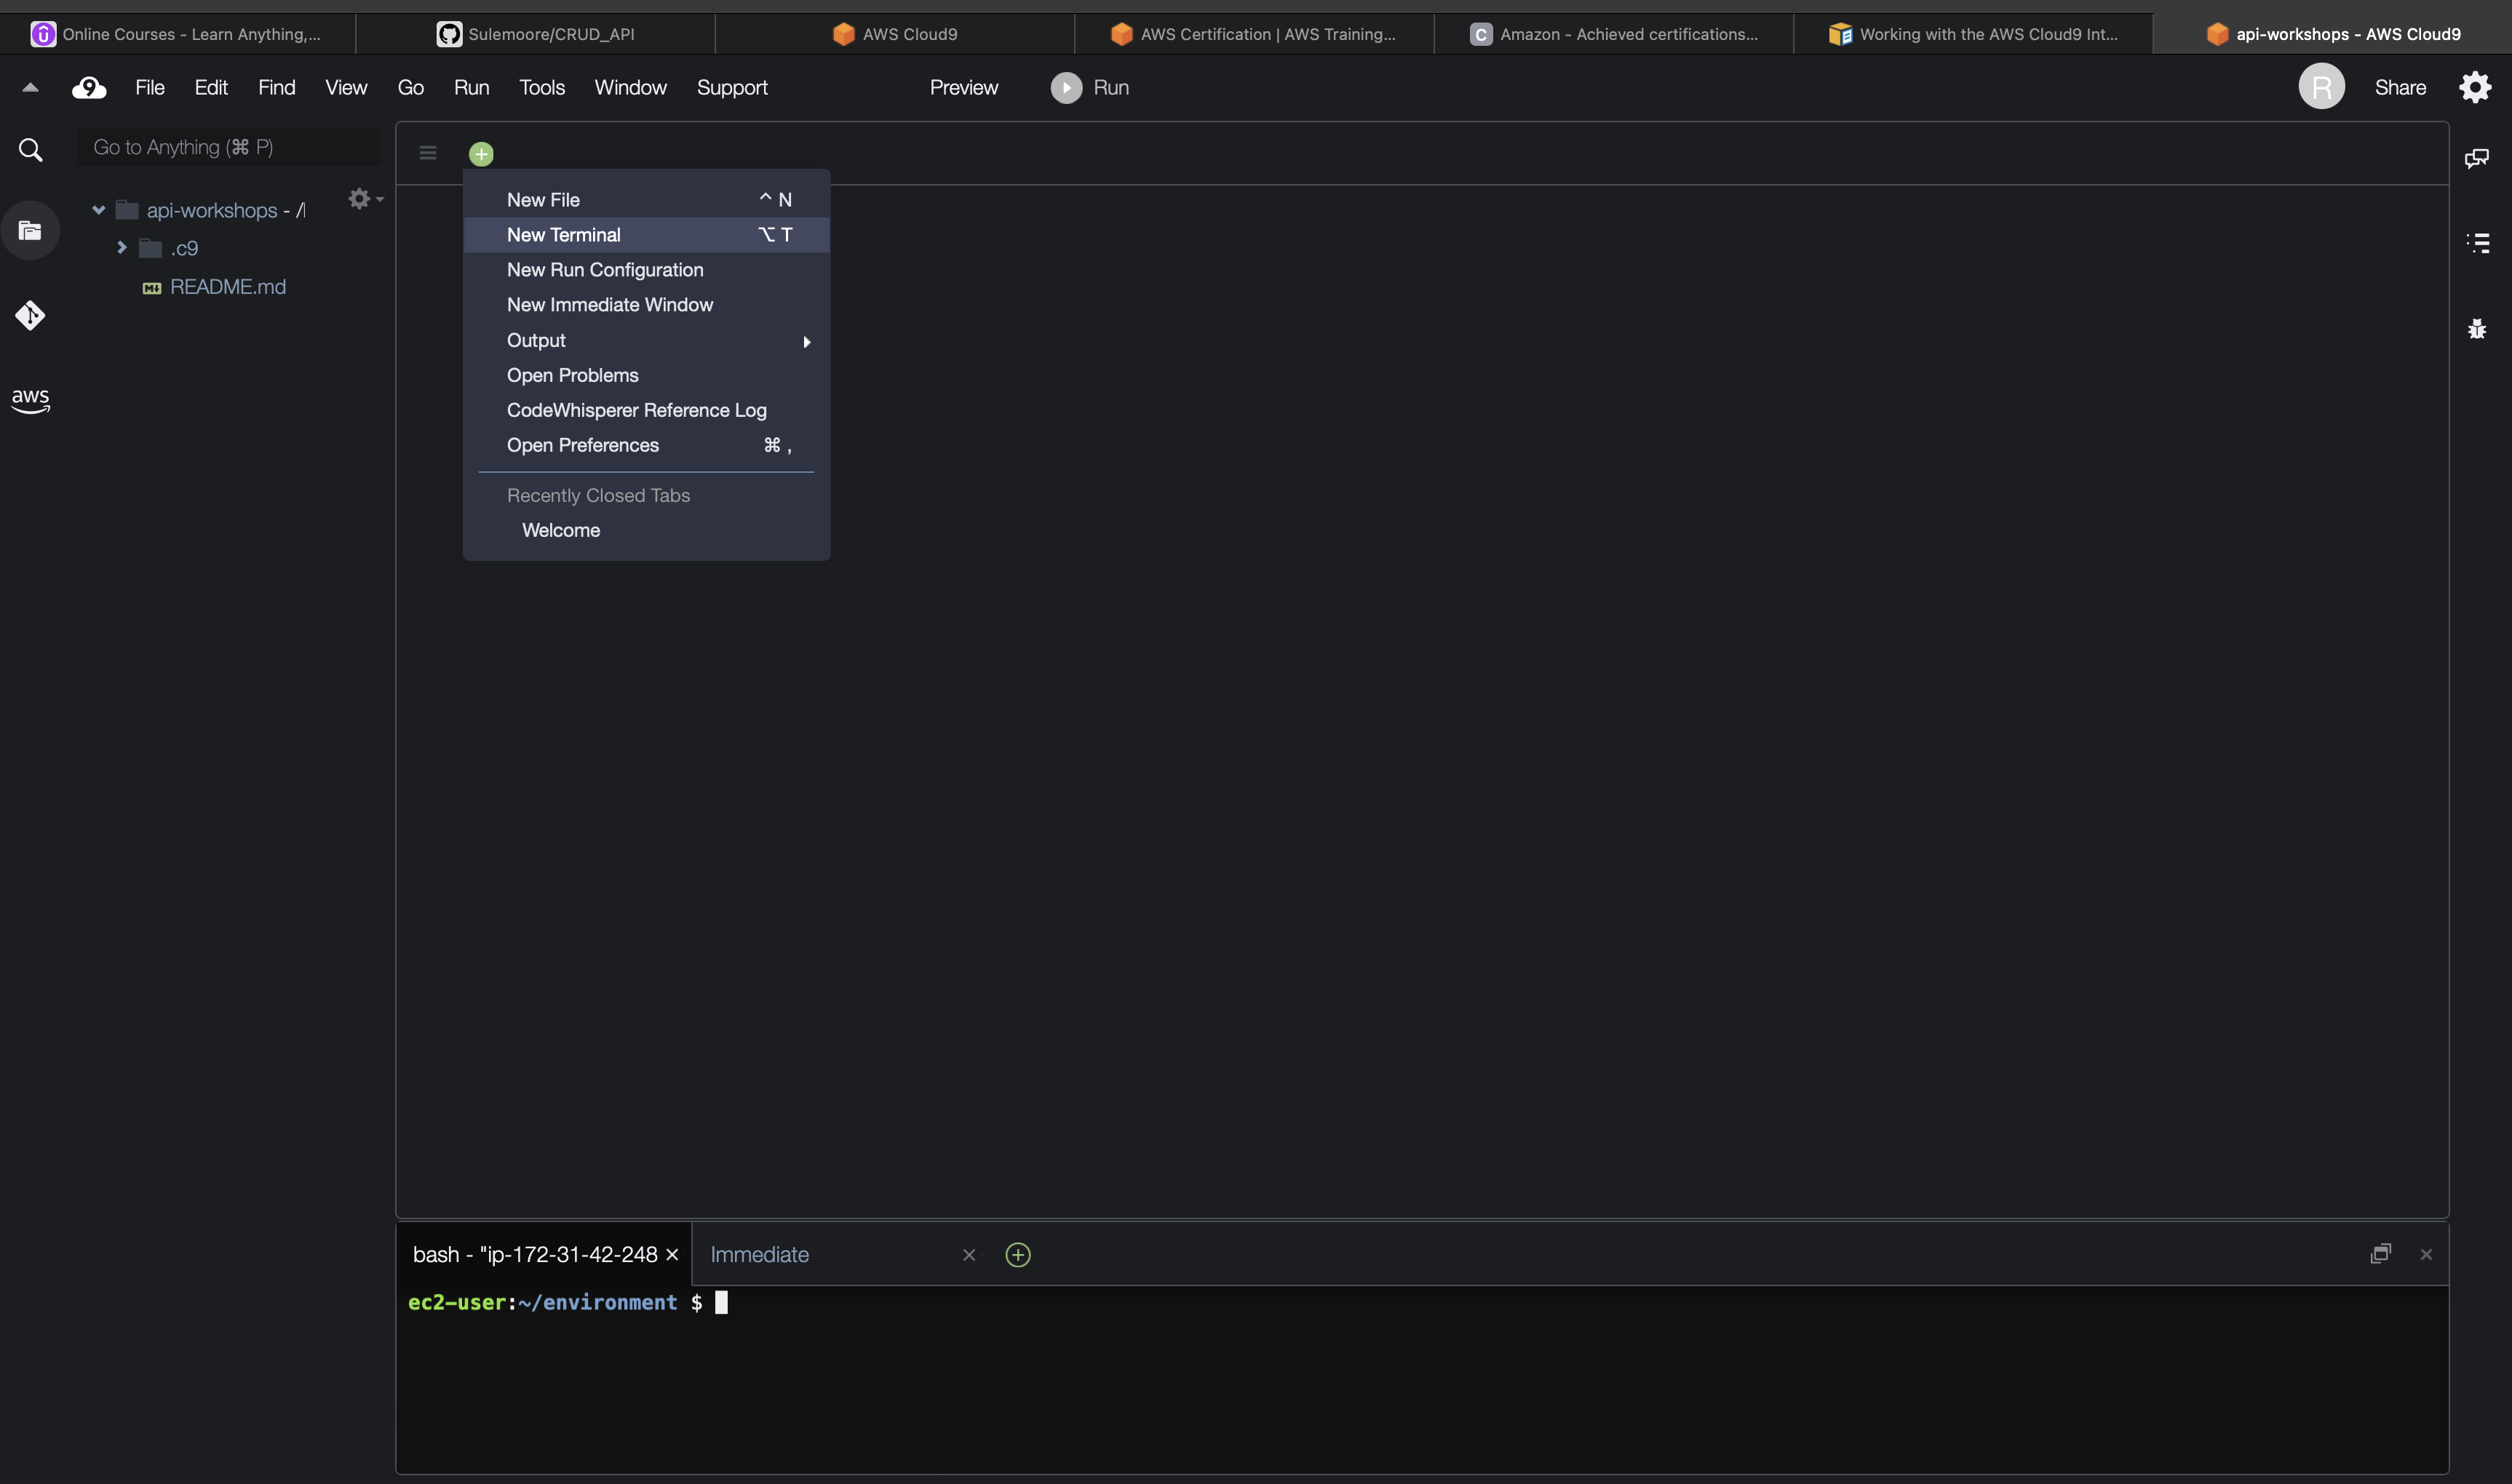 Online Courses - Learn Anything,...
Sulemoore/CRUD_API
AWS Cloud9
AWS Certification | AWS Training...
C Amazon - Achieved certifications...
Working with the AWS Cloud9 Int...
api-workshops - AWS Cloud9
9 File Edit Find View Go Run Tools Window Support Preview Run R Share
Go to Anything (⌘ P)
api-workshops - /
.c9
README.md
aws
New File ^ N
New Terminal ⌥ T
New Run Configuration
New Immediate Window
Output
Open Problems
CodeWhisperer Reference Log
Open Preferences ⌘ ,
Recently Closed Tabs
Welcome
bash - "ip-172-31-42-248 Immediate
ec2-user:~/environment $